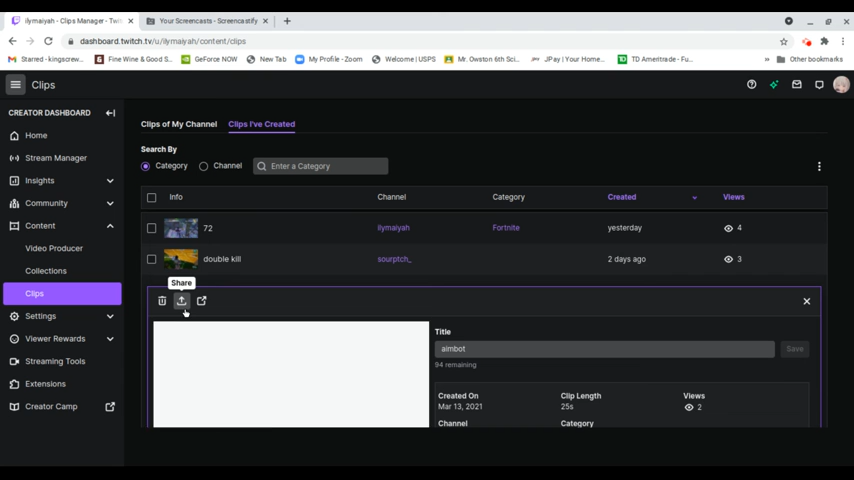 ilymaiyah - Clips Manager - Twit
Your Screencasts - Screencastify
dashboard.twitch.tv/u/ilymaiyah/content/clips
Starred - kingscrew...
Fine Wine & Good S...
GeForce NOW
New Tab
My Profile - Zoom
Welcome | USPS
Mr. Owston 6th Sci...
JPay | Your Home...
TD Ameritrade - Fu...
Other bookmarks
Clips
CREATOR DASHBOARD
Home
Stream Manager
Insights
Community
Content
Video Producer
Collections
Clips
Settings
Viewer Rewards
Streaming Tools
Extensions
Creator Camp
Clips of My Channel
Clips I've Created
Search By
Category
Channel
Enter a Category
Info
Channel
Category
Created
Views
72
ilymaiyah
Fortnite
yesterday
4
double kill
sourptch_
2 days ago
3
Share
Title
aimbot
Save
94 remaining
Created On
Clip Length
Views
Mar 13, 2021
25s
2
Channel
Category